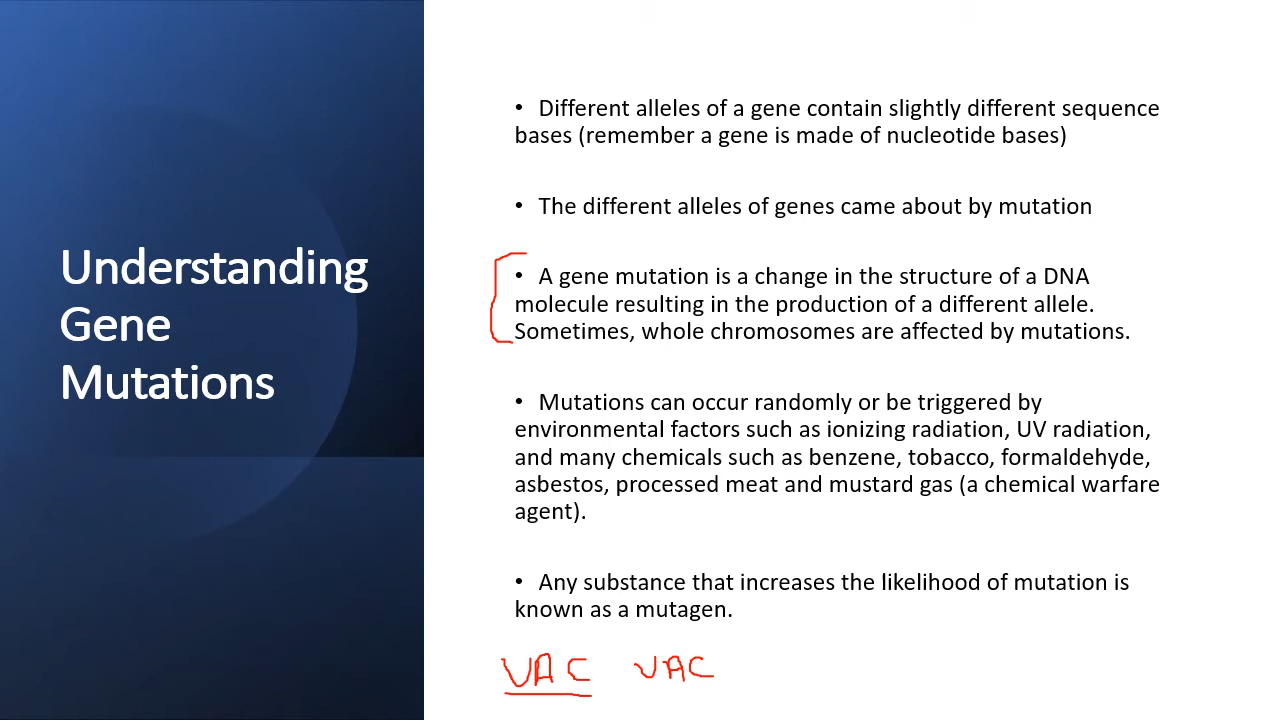 Understanding
Gene
Mutations
• Different alleles of a gene contain slightly different sequence
bases (remember a gene is made of nucleotide bases)
• The different alleles of genes came about by mutation
• A gene mutation is a change in the structure of a DNA
molecule resulting in the production of a different allele.
Sometimes, whole chromosomes are affected by mutations.
• Mutations can occur randomly or be triggered by
environmental factors such as ionizing radiation, UV radiation,
and many chemicals such as benzene, tobacco, formaldehyde,
asbestos, processed meat and mustard gas (a chemical warfare
agent).
• Any substance that increases the likelihood of mutation is
known as a mutagen.
VAC VAC